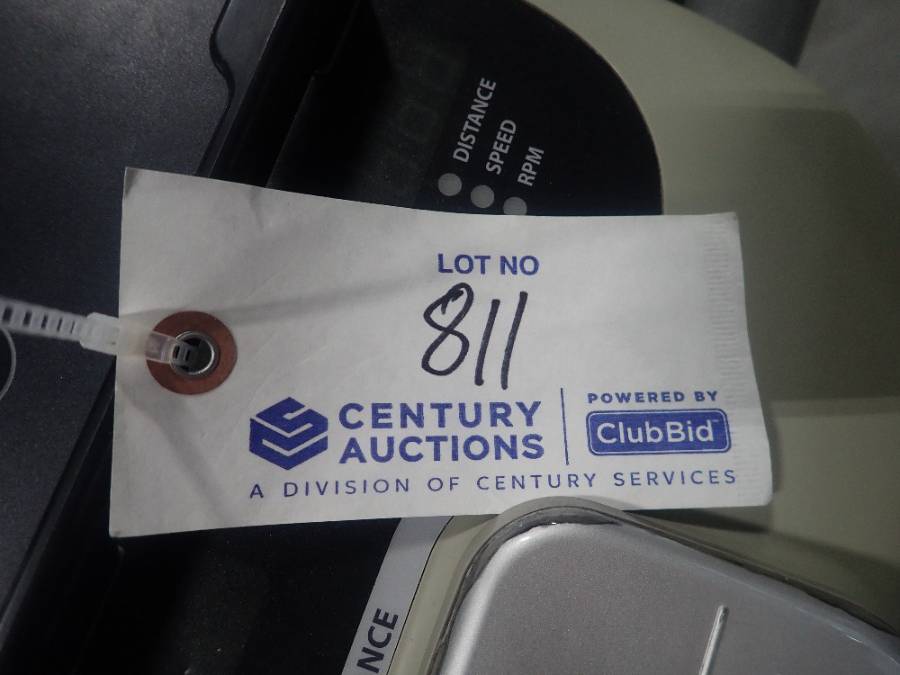 DISTANCE
SPEED
RPM
LOT NO
811
CENTURY
AUCTIONS
POWERED BY
ClubBid
A DIVISION OF CENTURY SERVICES
NCE